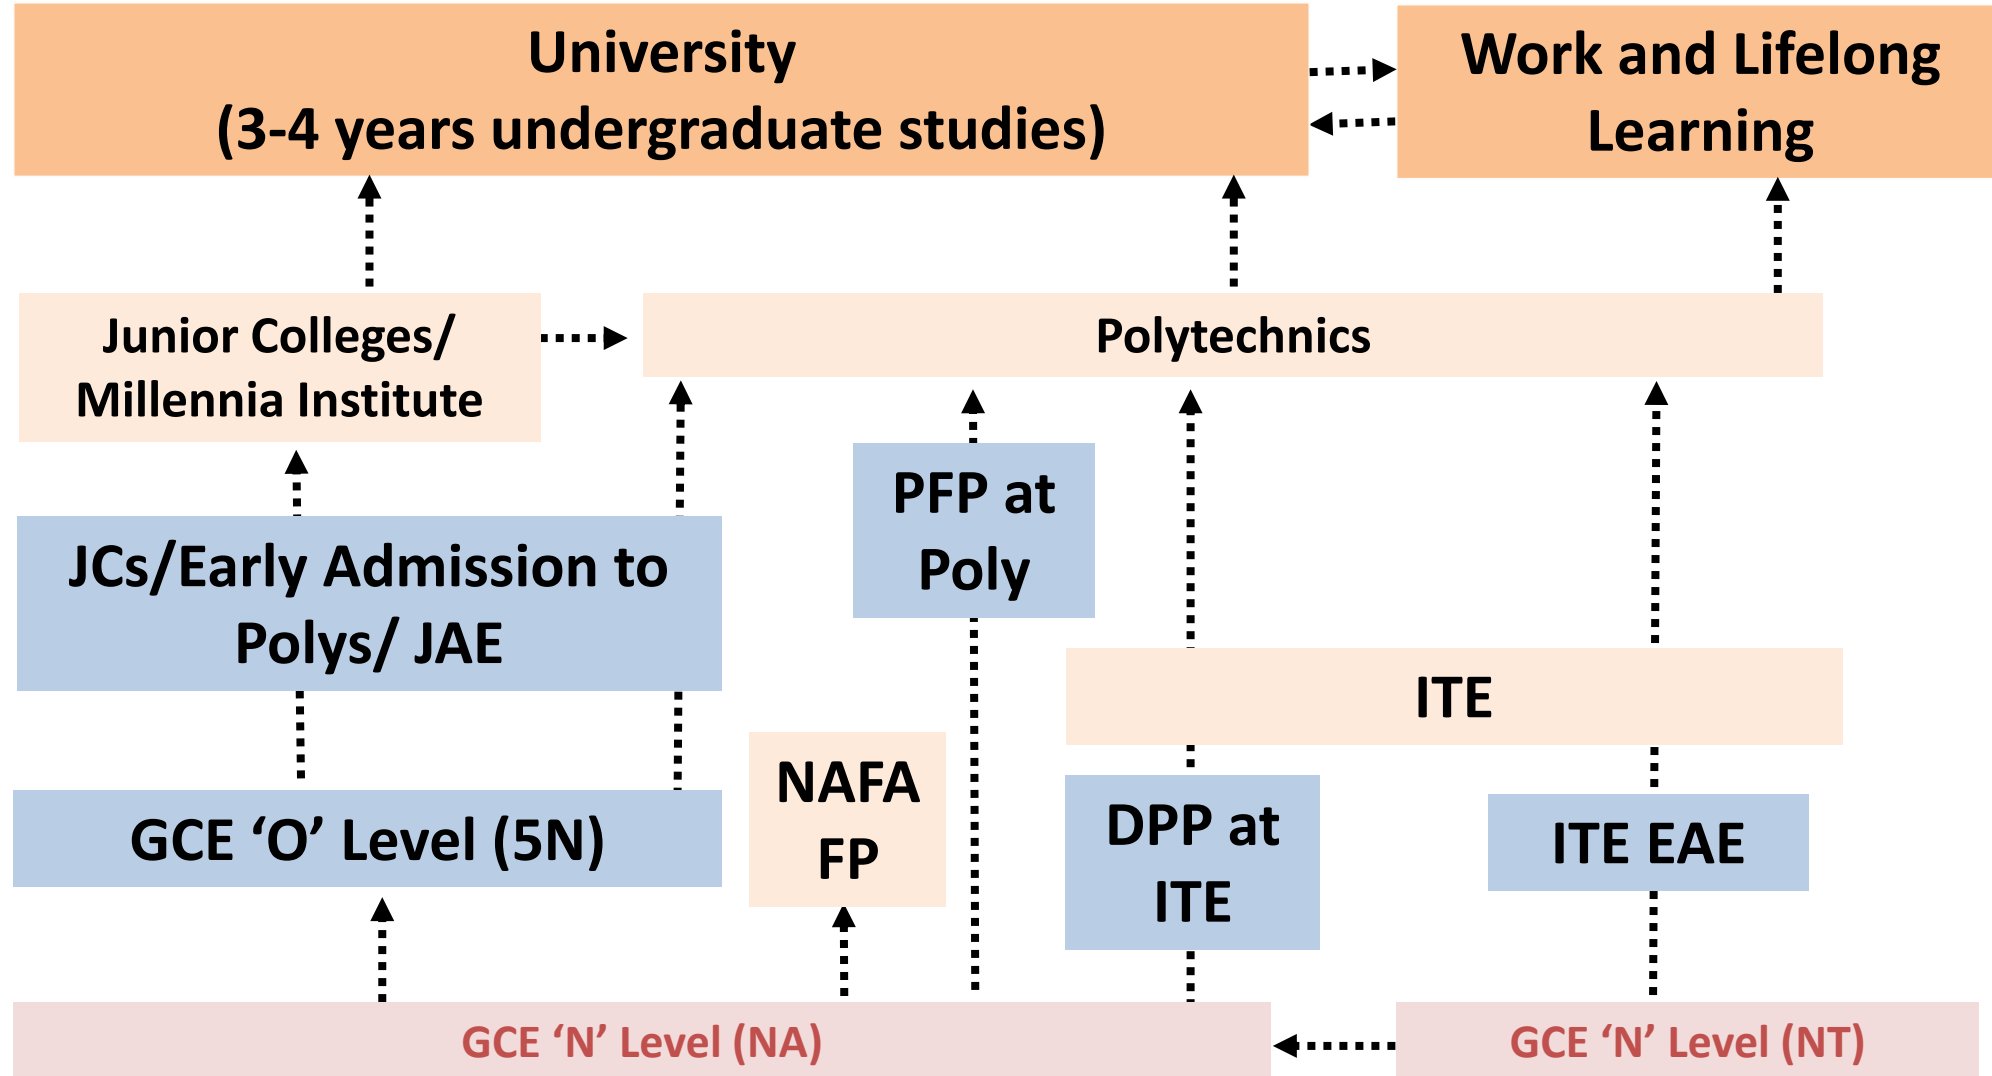 University
(3-4 years undergraduate studies)
Work and Lifelong
Learning
Junior Colleges/
Millennia Institute
Polytechnics
PFP at
Poly
JCs/Early Admission to
Polys/ JAE
ITE
NAFA
FP
DPP at
ITE
ITE EAE
GCE ‘O’ Level (5N)
GCE ‘N’ Level (NA)
GCE ‘N’ Level (NT)